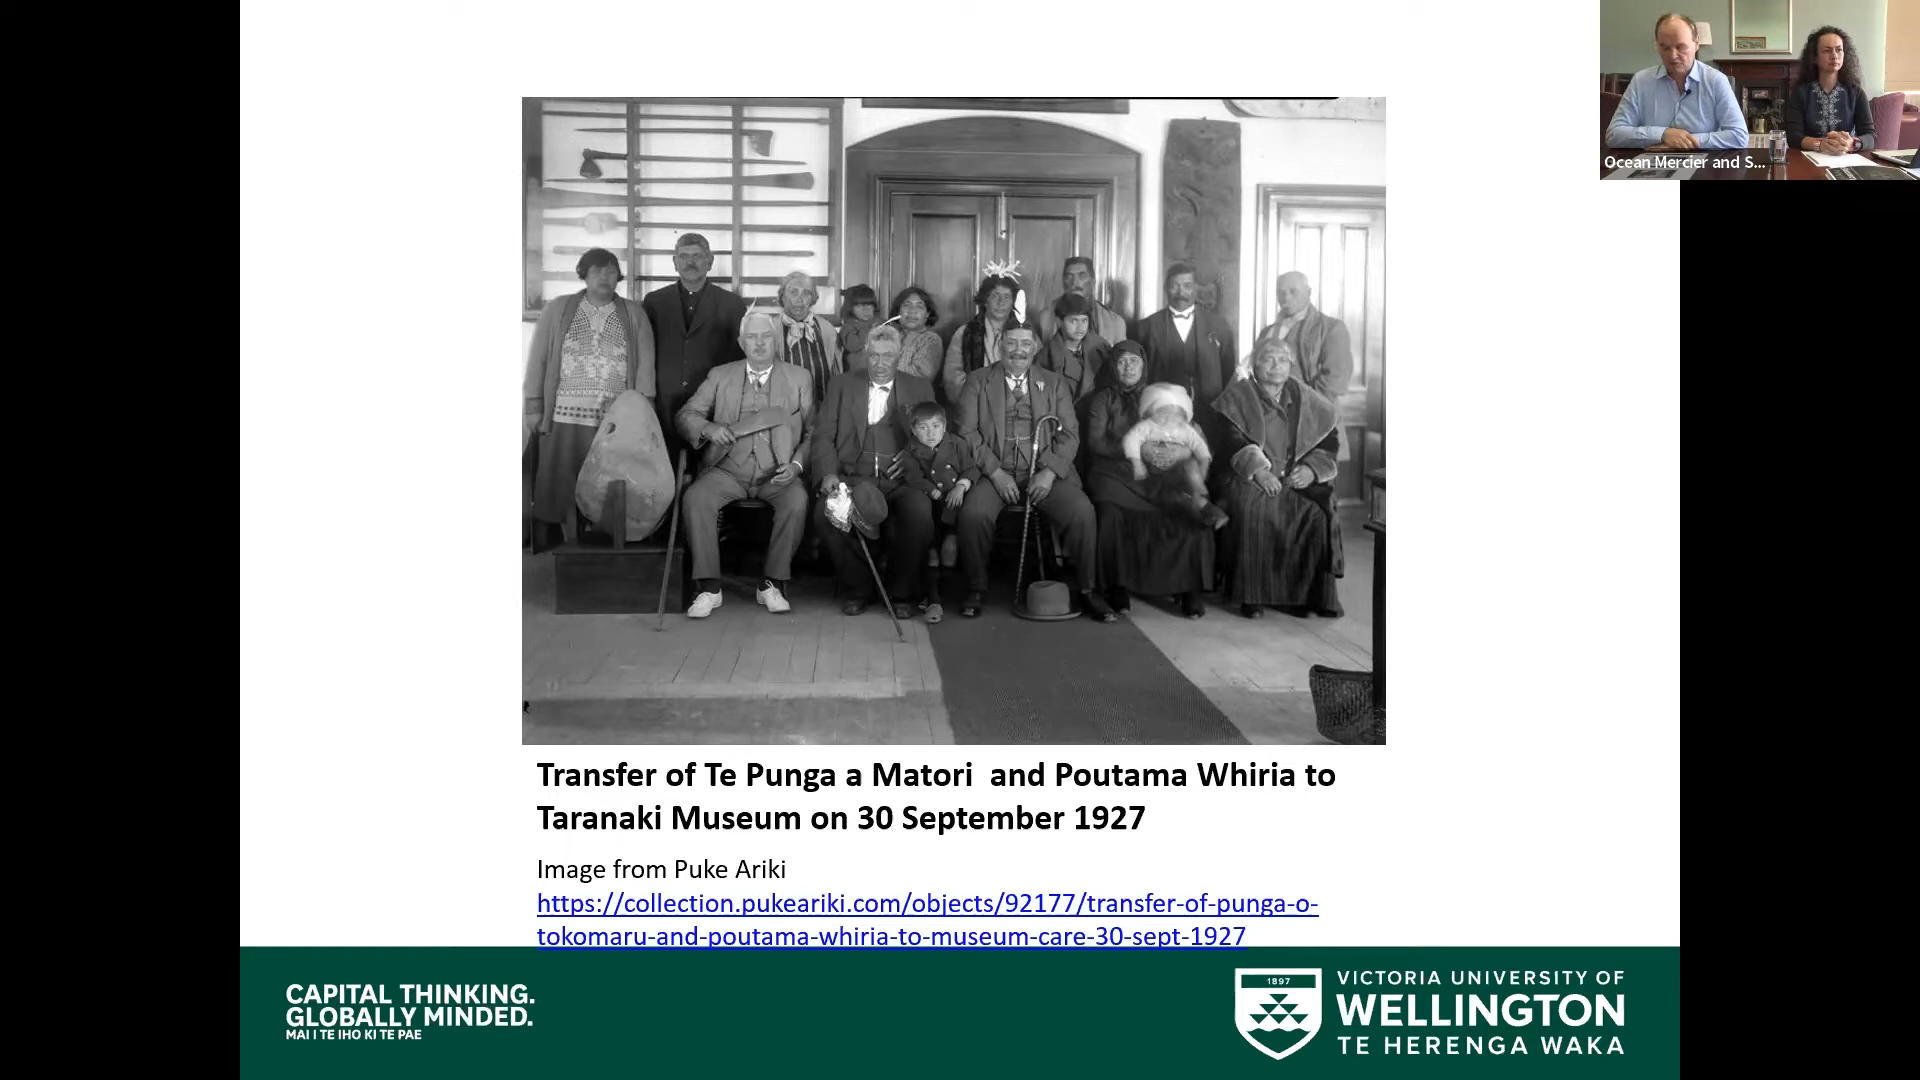 Ocean Mercier and S...
Transfer of Te Punga a Matori and Poutama Whiria to
Taranaki Museum on 30 September 1927
Image from Puke Ariki
https://collection.pukeariki.com/objects/92177/transfer-of-punga-o-
tokomaru-and-poutama-whiria-to-museum-care-30-sept-1927
CAPITAL THINKING.
GLOBALLY MINDED.
MAI I TE IHO KI TE PAE
1897
VICTORIA UNIVERSITY OF
WELLINGTON
TE HERENGA WAKA